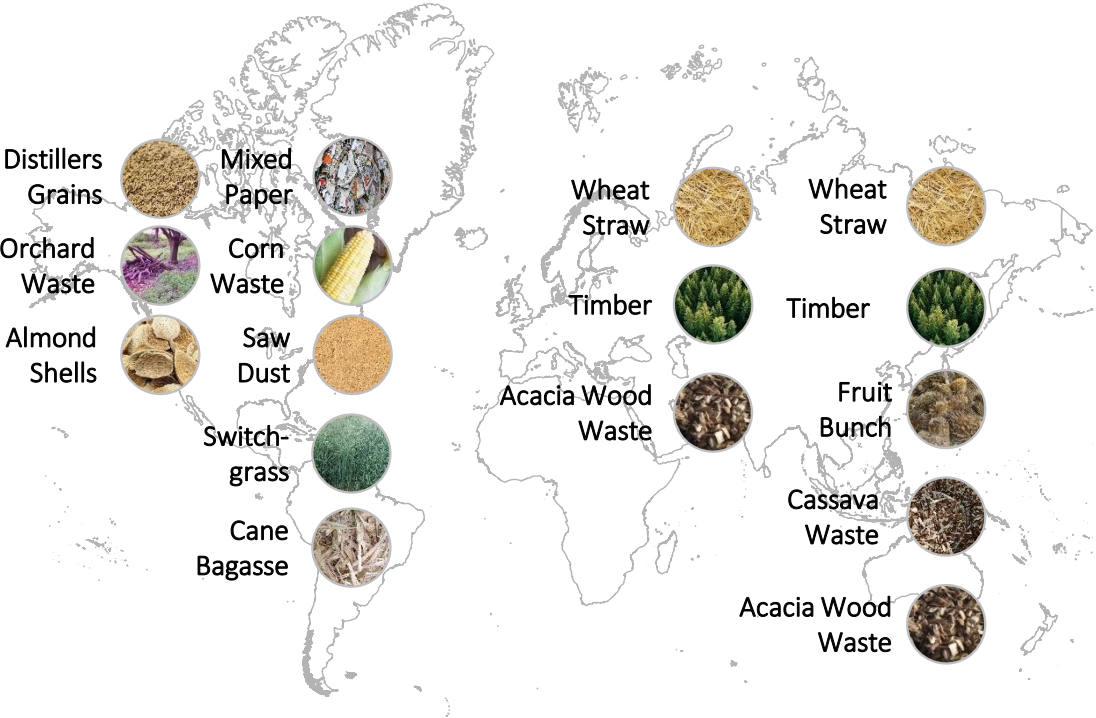 Distillers
Grains
Mixed
Paper
Orchard
Waste
Corn
Waste
Almond
Shells
Saw
Dust
Switch-
grass
Cane
Bagasse
Wheat
Straw
Timber
Acacia Wood
Waste
Wheat
Straw
Timber
Fruit
Bunch
Cassava
Waste
Acacia Wood
Waste